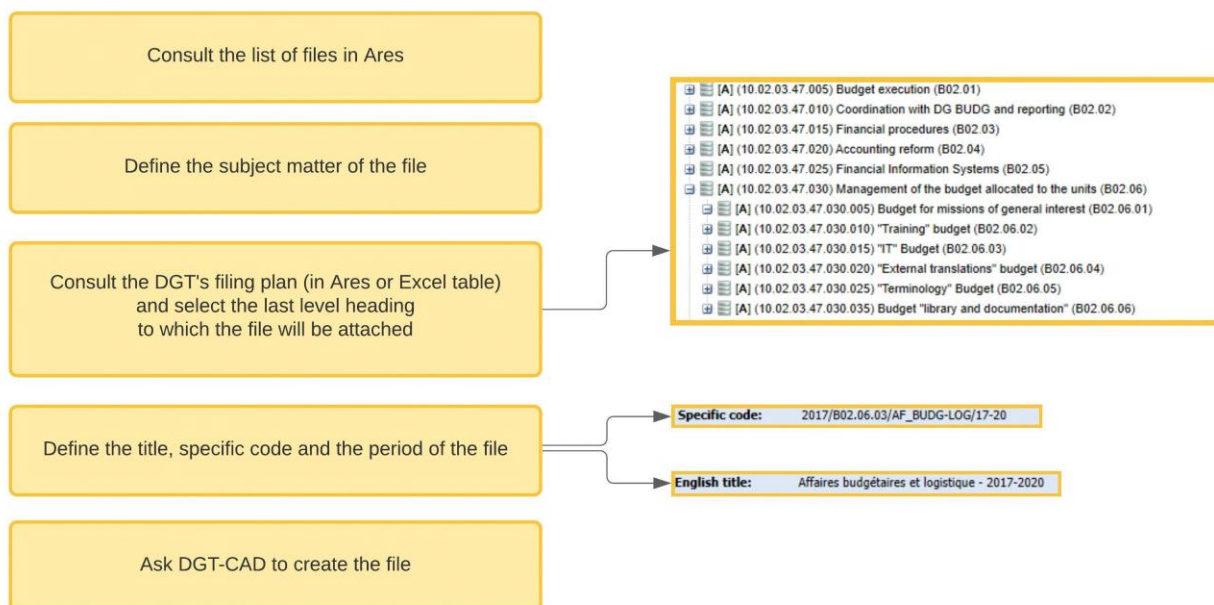 Consult the list of files in Ares
Define the subject matter of the file
Consult the DGT's filing plan (in Ares or Excel table)
and select the last level heading
to which the file will be attached
[A] (10.02.03.47.005) Budget execution (B02.01)
[A] (10.02.03.47.010) Coordination with DG BUDG and reporting (B02.02)
[A] (10.02.03.47.015) Financial procedures (B02.03)
[A] (10.02.03.47.020) Accounting reform (B02.04)
[A] (10.02.03.47.025) Financial Information Systems (B02.05)
[A] (10.02.03.47.030) Management of the budget allocated to the units (B02.06)
[A] (10.02.03.47.030.005) Budget for missions of general interest (B02.06.01)
[A] (10.02.03.47.030.010) "Training" budget (B02.06.02)
[A] (10.02.03.47.030.015) "IT" Budget (B02.06.03)
[A] (10.02.03.47.030.020) "External translations" budget (B02.06.04)
[A] (10.02.03.47.030.025) "Terminology" Budget (B02.06.05)
[A] (10.02.03.47.030.035) Budget "library and documentation" (B02.06.06)
Define the title, specific code and the period of the file
Specific code: 2017/B02.06.03/AF_BUDG-LOG/17-20
English title: Affaires budgétaires et logistique - 2017-2020
Ask DGT-CAD to create the file